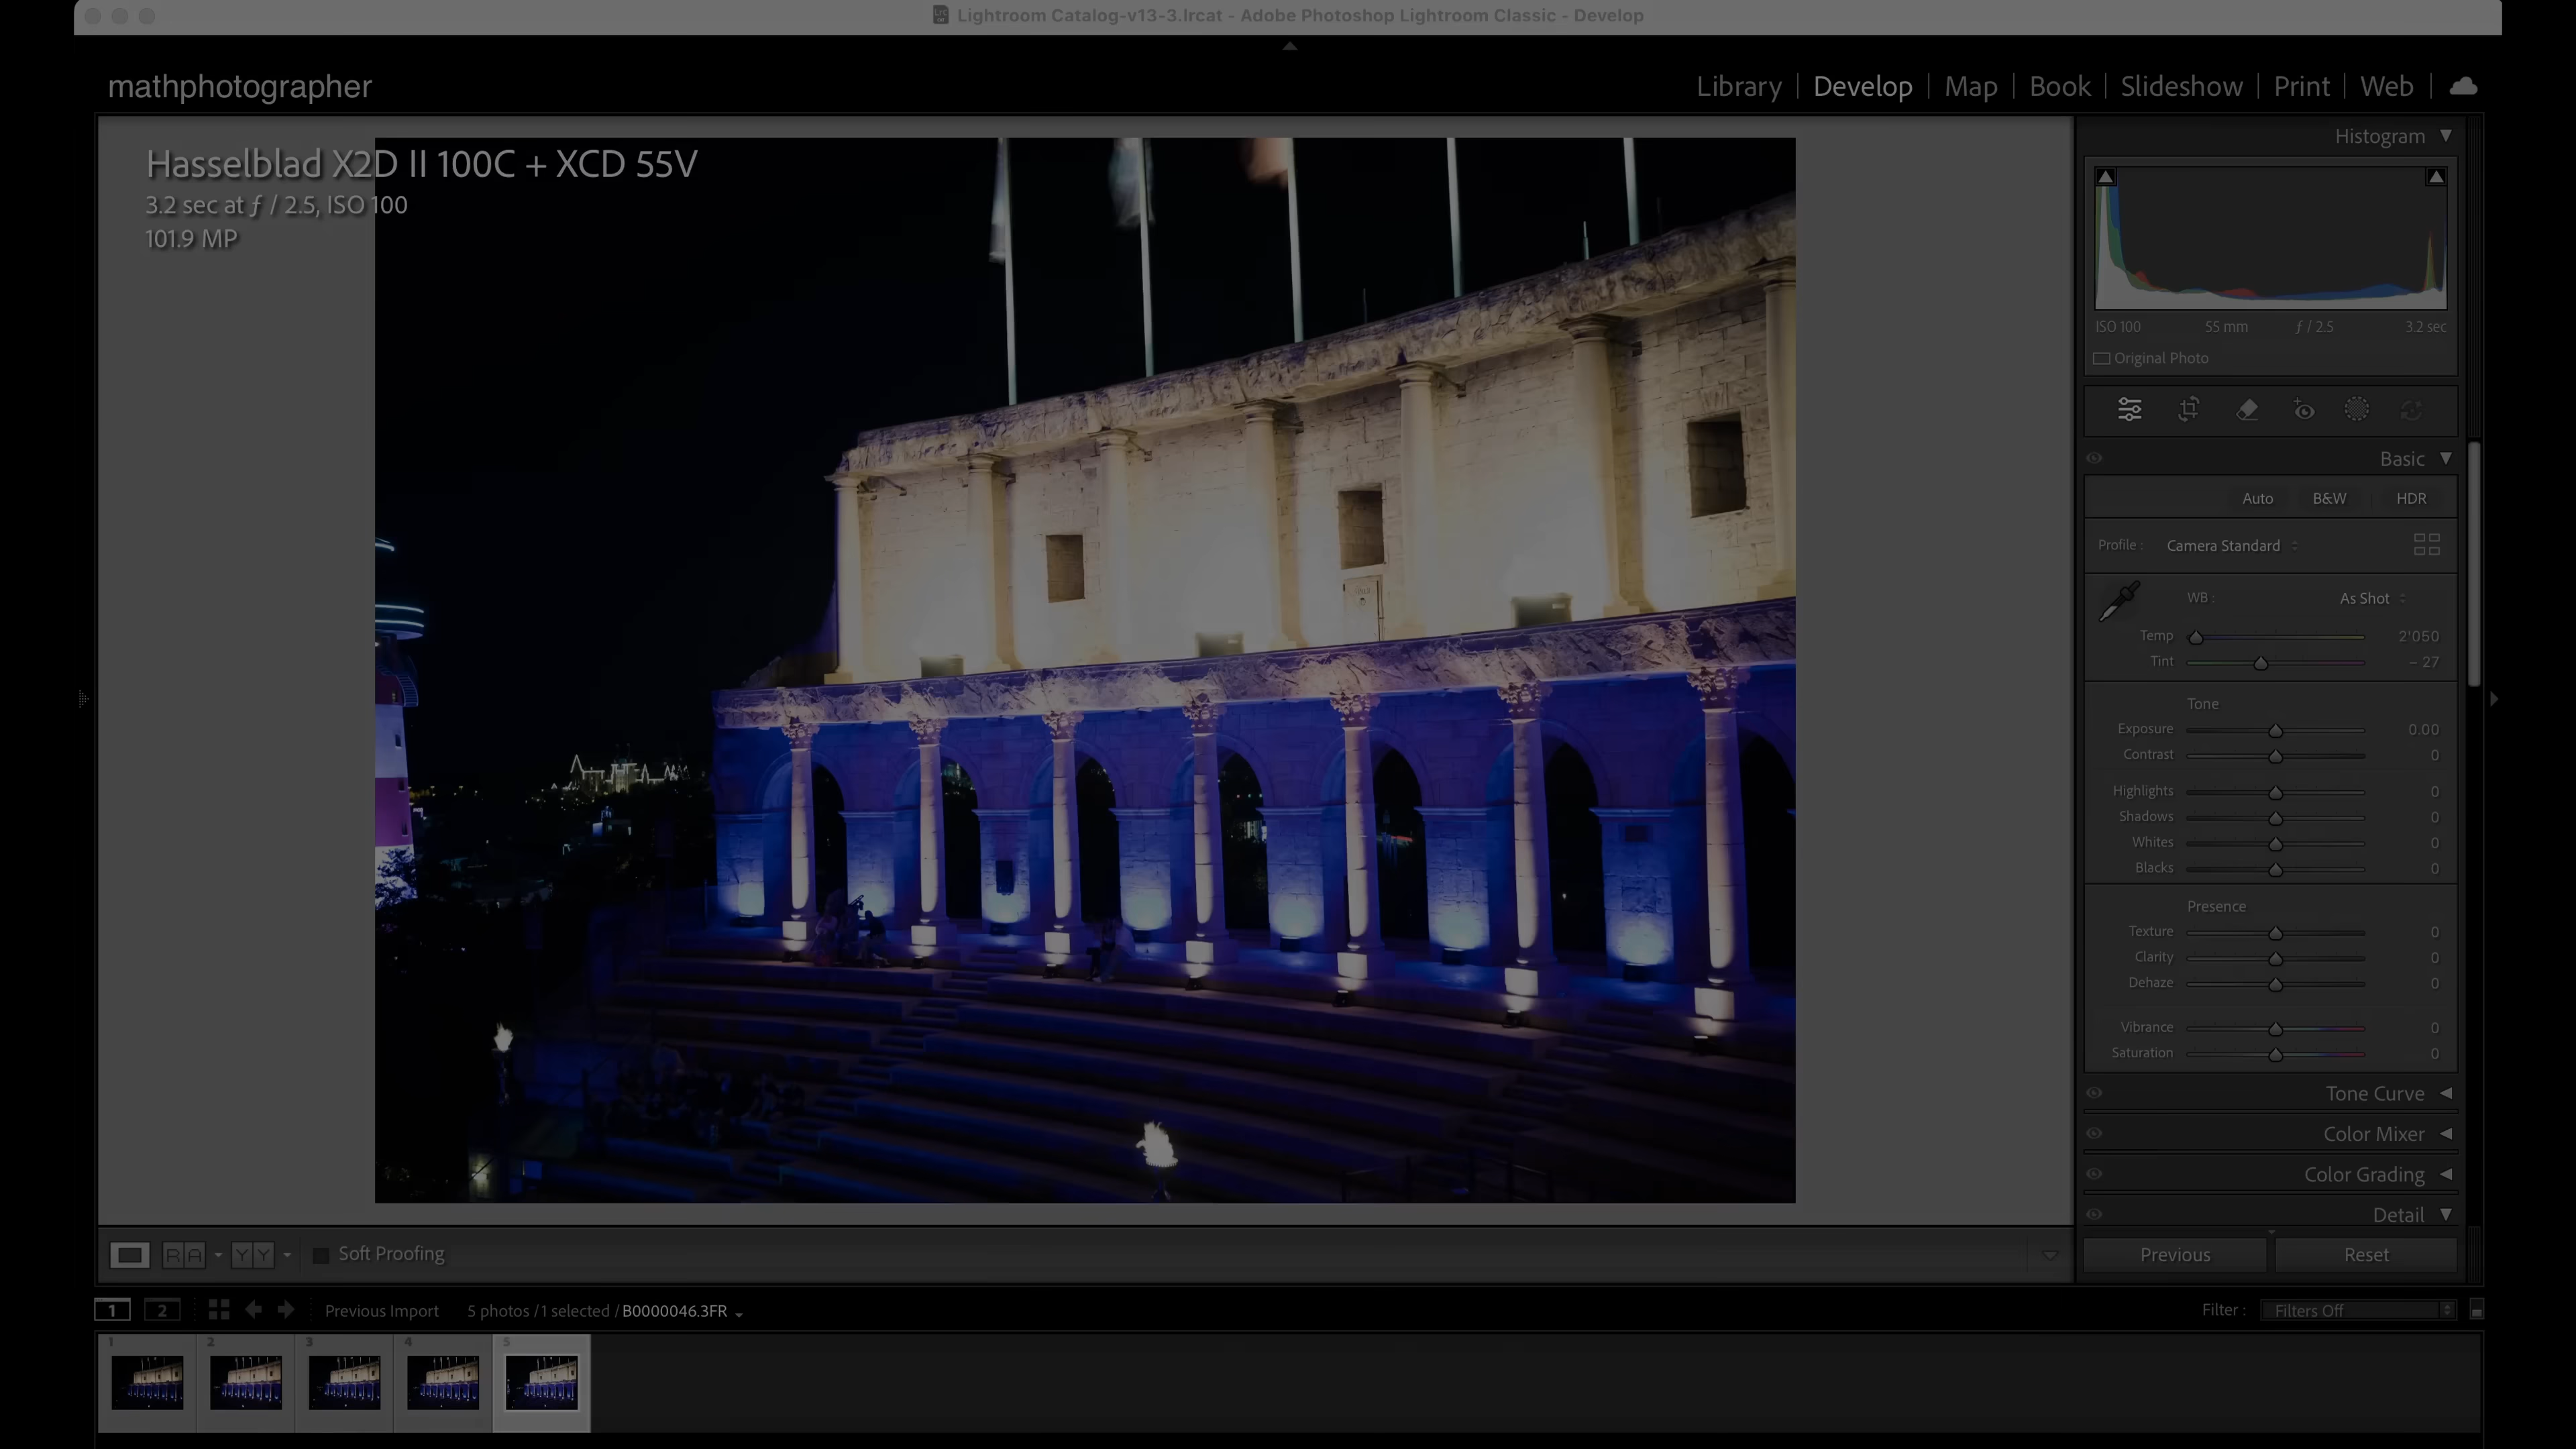 Lightroom Catalog-v13-3.lrcat - Adobe Photoshop Lightroom Classic - Develop
mathphotographer
Library | Develop | Map | Book | Slideshow | Print | Web
Hasselblad X2D II 100C + XCD 55V
3.2 sec at ƒ / 2.5, ISO 100
101.9 MP
Histogram
ISO 100 55 mm ƒ / 2.5 3.2 sec
Original Photo
Basic
Auto B&W HDR
Profile : Camera Standard
WB : As Shot
Temp 2'050
Tint – 27
Tone
Exposure 0.00
Contrast 0
Highlights 0
Shadows 0
Whites 0
Blacks 0
Presence
Texture 0
Clarity 0
Dehaze 0
Vibrance 0
Saturation 0
Tone Curve
Color Mixer
Color Grading
Detail
R A Y Y Soft Proofing
Previous Reset
1 2 Previous Import 5 photos / 1 selected / B0000046.3FR
Filter : Filters Off
1 2 3 4 5